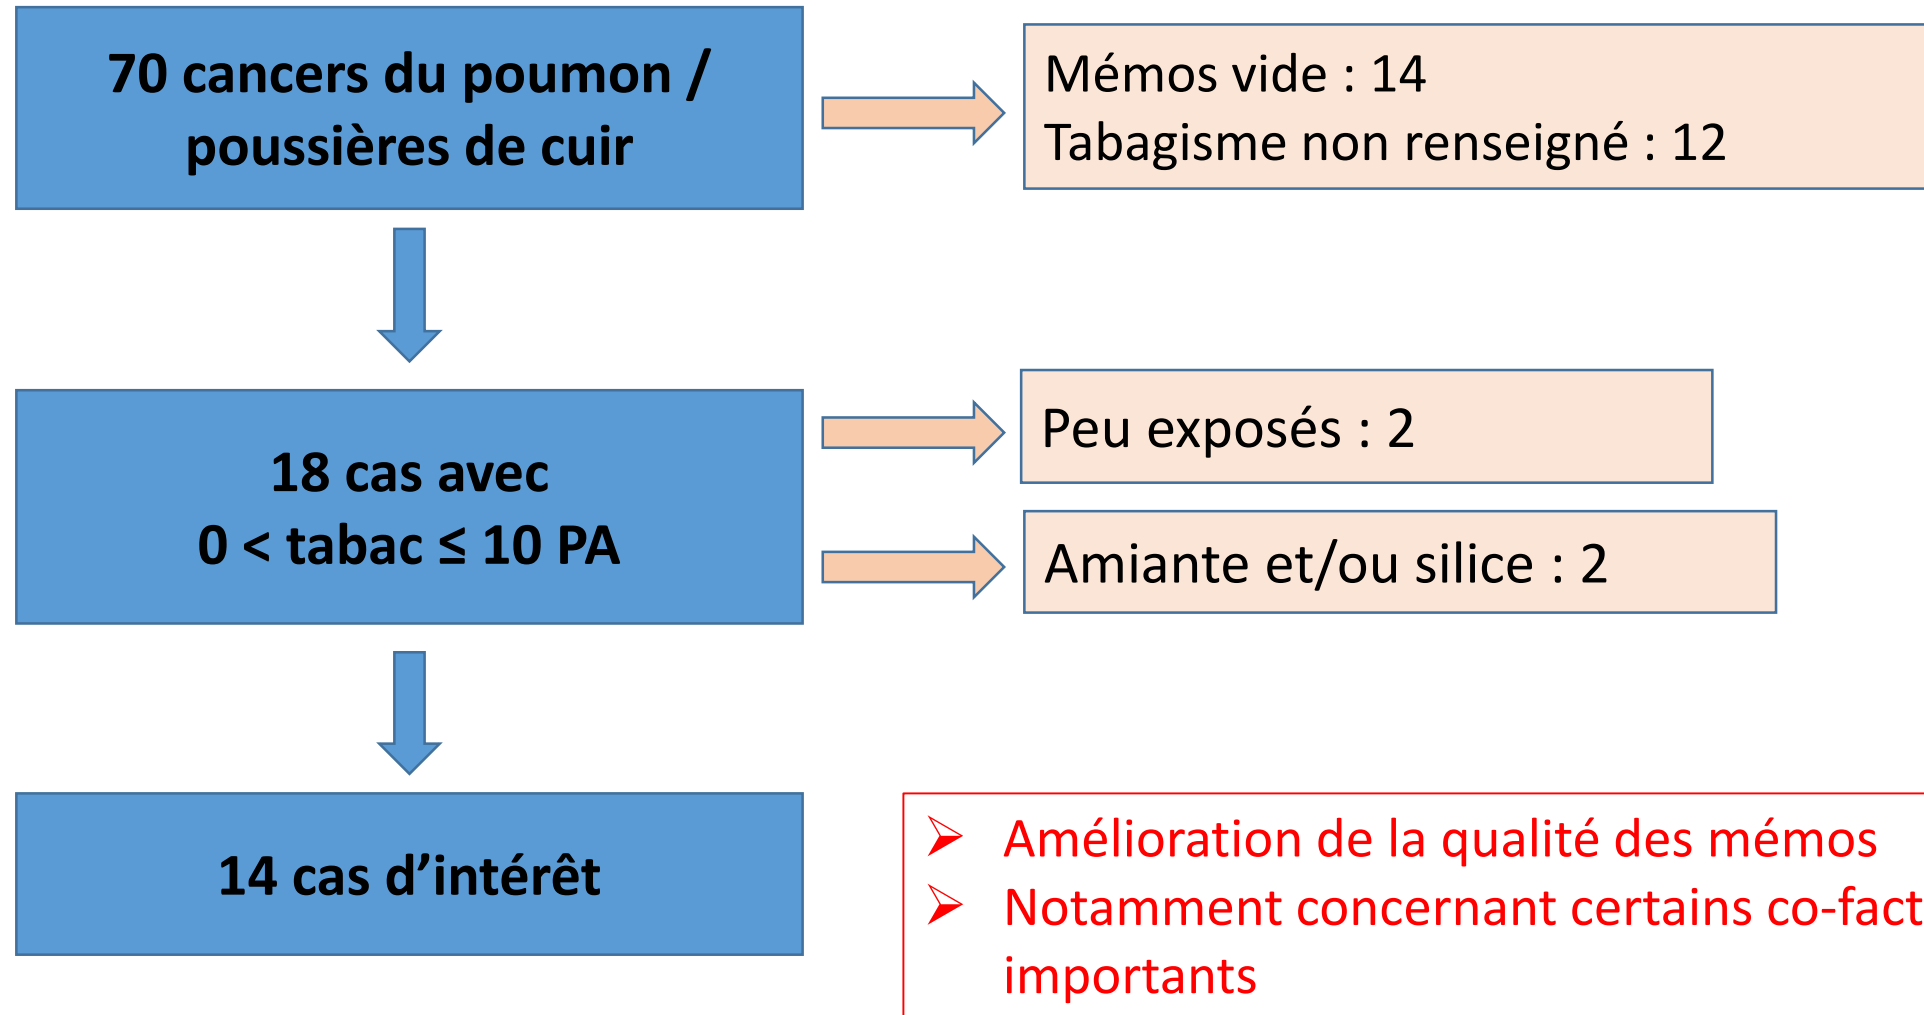 70 cancers du poumon /
poussières de cuir
Mémos vide : 14
Tabagisme non renseigné : 12
18 cas avec
0 < tabac ≤ 10 PA
Peu exposés : 2
Amiante et/ou silice : 2
14 cas d’intérêt
➢ Amélioration de la qualité des mémos
➢ Notamment concernant certains co-fact
importants